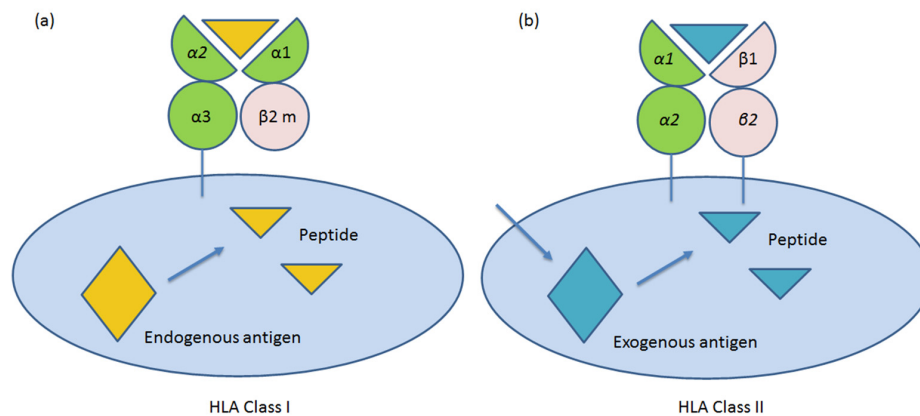 (a)
α2
α1
α3
β2 m
Peptide
Endogenous antigen
HLA Class I
(b)
α1
β1
α2
β2
Peptide
Exogenous antigen
HLA Class II